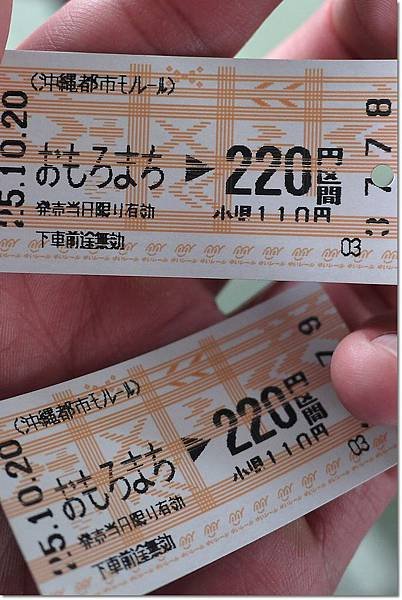 〈沖縄都市モノレール〉
おもろまち ▶ 220円区間
小児110円
発売当日限り有効
下車前途無効
03
25.10.20
3778
〈沖縄都市モノレール〉
おもろまち ▶ 220円区間
小児110円
発売当日限り有効
下車前途無効
03
25.10.20
79